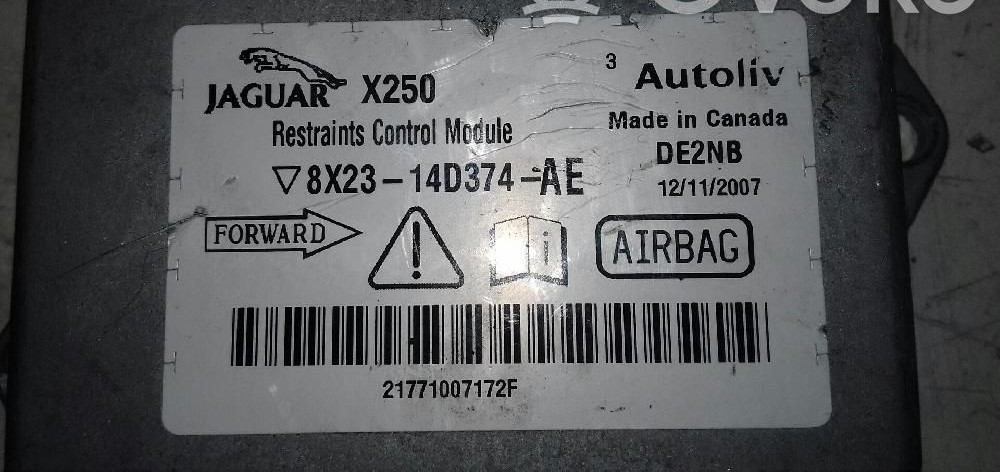 JAGUAR X250
3 Autoliv
Restraints Control Module
Made in Canada
DE2NB
8X23-14D374-AE
12/11/2007
FORWARD
i
AIRBAG
21771007172F